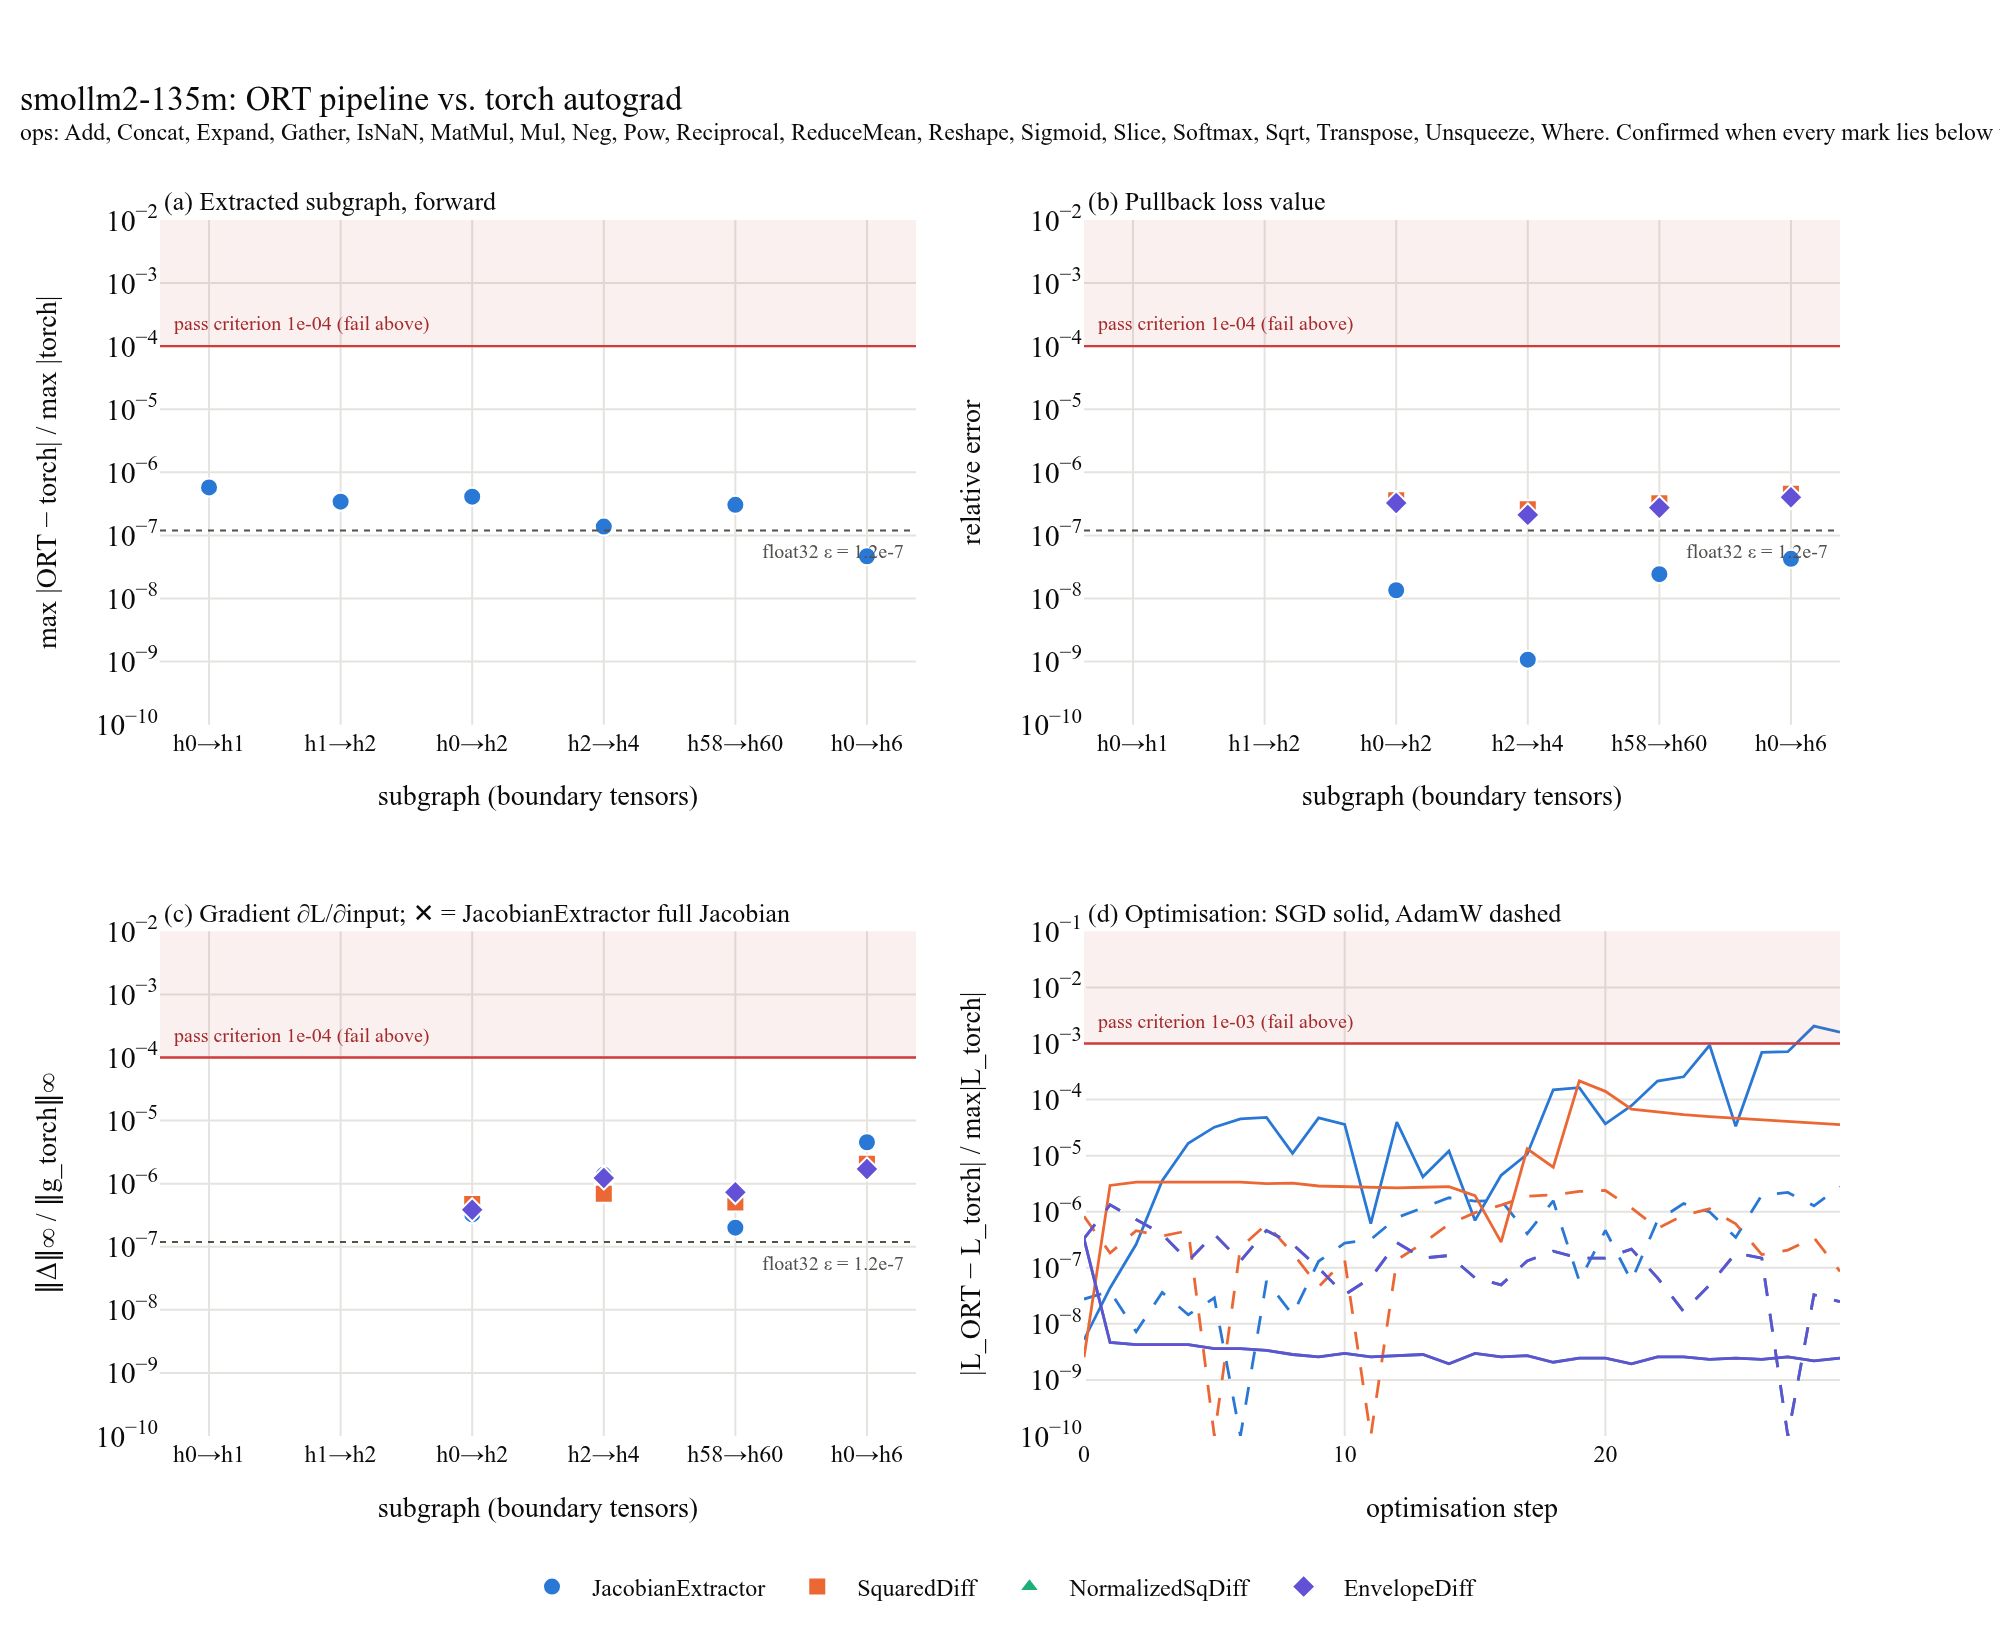 smollm2-135m: ORT pipeline vs. torch autograd
ops: Add, Concat, Expand, Gather, IsNaN, MatMul, Mul, Neg, Pow, Reciprocal, ReduceMean, Reshape, Sigmoid, Slice, Softmax, Sqrt, Transpose, Unsqueeze, Where. Confirmed when every mark lies below
(a) Extracted subgraph, forward
10⁻²
10⁻³
pass criterion 1e-04 (fail above)
10⁻⁴
10⁻⁵
10⁻⁶
10⁻⁷
float32 ε = 1.2e-7
10⁻⁸
10⁻⁹
10⁻¹⁰
max |ORT − torch| / max |torch|
h0→h1 h1→h2 h0→h2 h2→h4 h58→h60 h0→h6
subgraph (boundary tensors)
(b) Pullback loss value
10⁻²
10⁻³
pass criterion 1e-04 (fail above)
10⁻⁴
10⁻⁵
10⁻⁶
10⁻⁷
float32 ε = 1.2e-7
10⁻⁸
10⁻⁹
10⁻¹⁰
relative error
h0→h1 h1→h2 h0→h2 h2→h4 h58→h60 h0→h6
subgraph (boundary tensors)
(c) Gradient ∂L/∂input; ✕ = JacobianExtractor full Jacobian
10⁻²
10⁻³
pass criterion 1e-04 (fail above)
10⁻⁴
10⁻⁵
10⁻⁶
10⁻⁷
float32 ε = 1.2e-7
10⁻⁸
10⁻⁹
10⁻¹⁰
‖Δ‖∞ / ‖g_torch‖∞
h0→h1 h1→h2 h0→h2 h2→h4 h58→h60 h0→h6
subgraph (boundary tensors)
(d) Optimisation: SGD solid, AdamW dashed
10⁻¹
10⁻²
pass criterion 1e-03 (fail above)
10⁻³
10⁻⁴
10⁻⁵
10⁻⁶
10⁻⁷
10⁻⁸
10⁻⁹
10⁻¹⁰
|L_ORT − L_torch| / max|L_torch|
0 10 20
optimisation step
JacobianExtractor SquaredDiff NormalizedSqDiff EnvelopeDiff